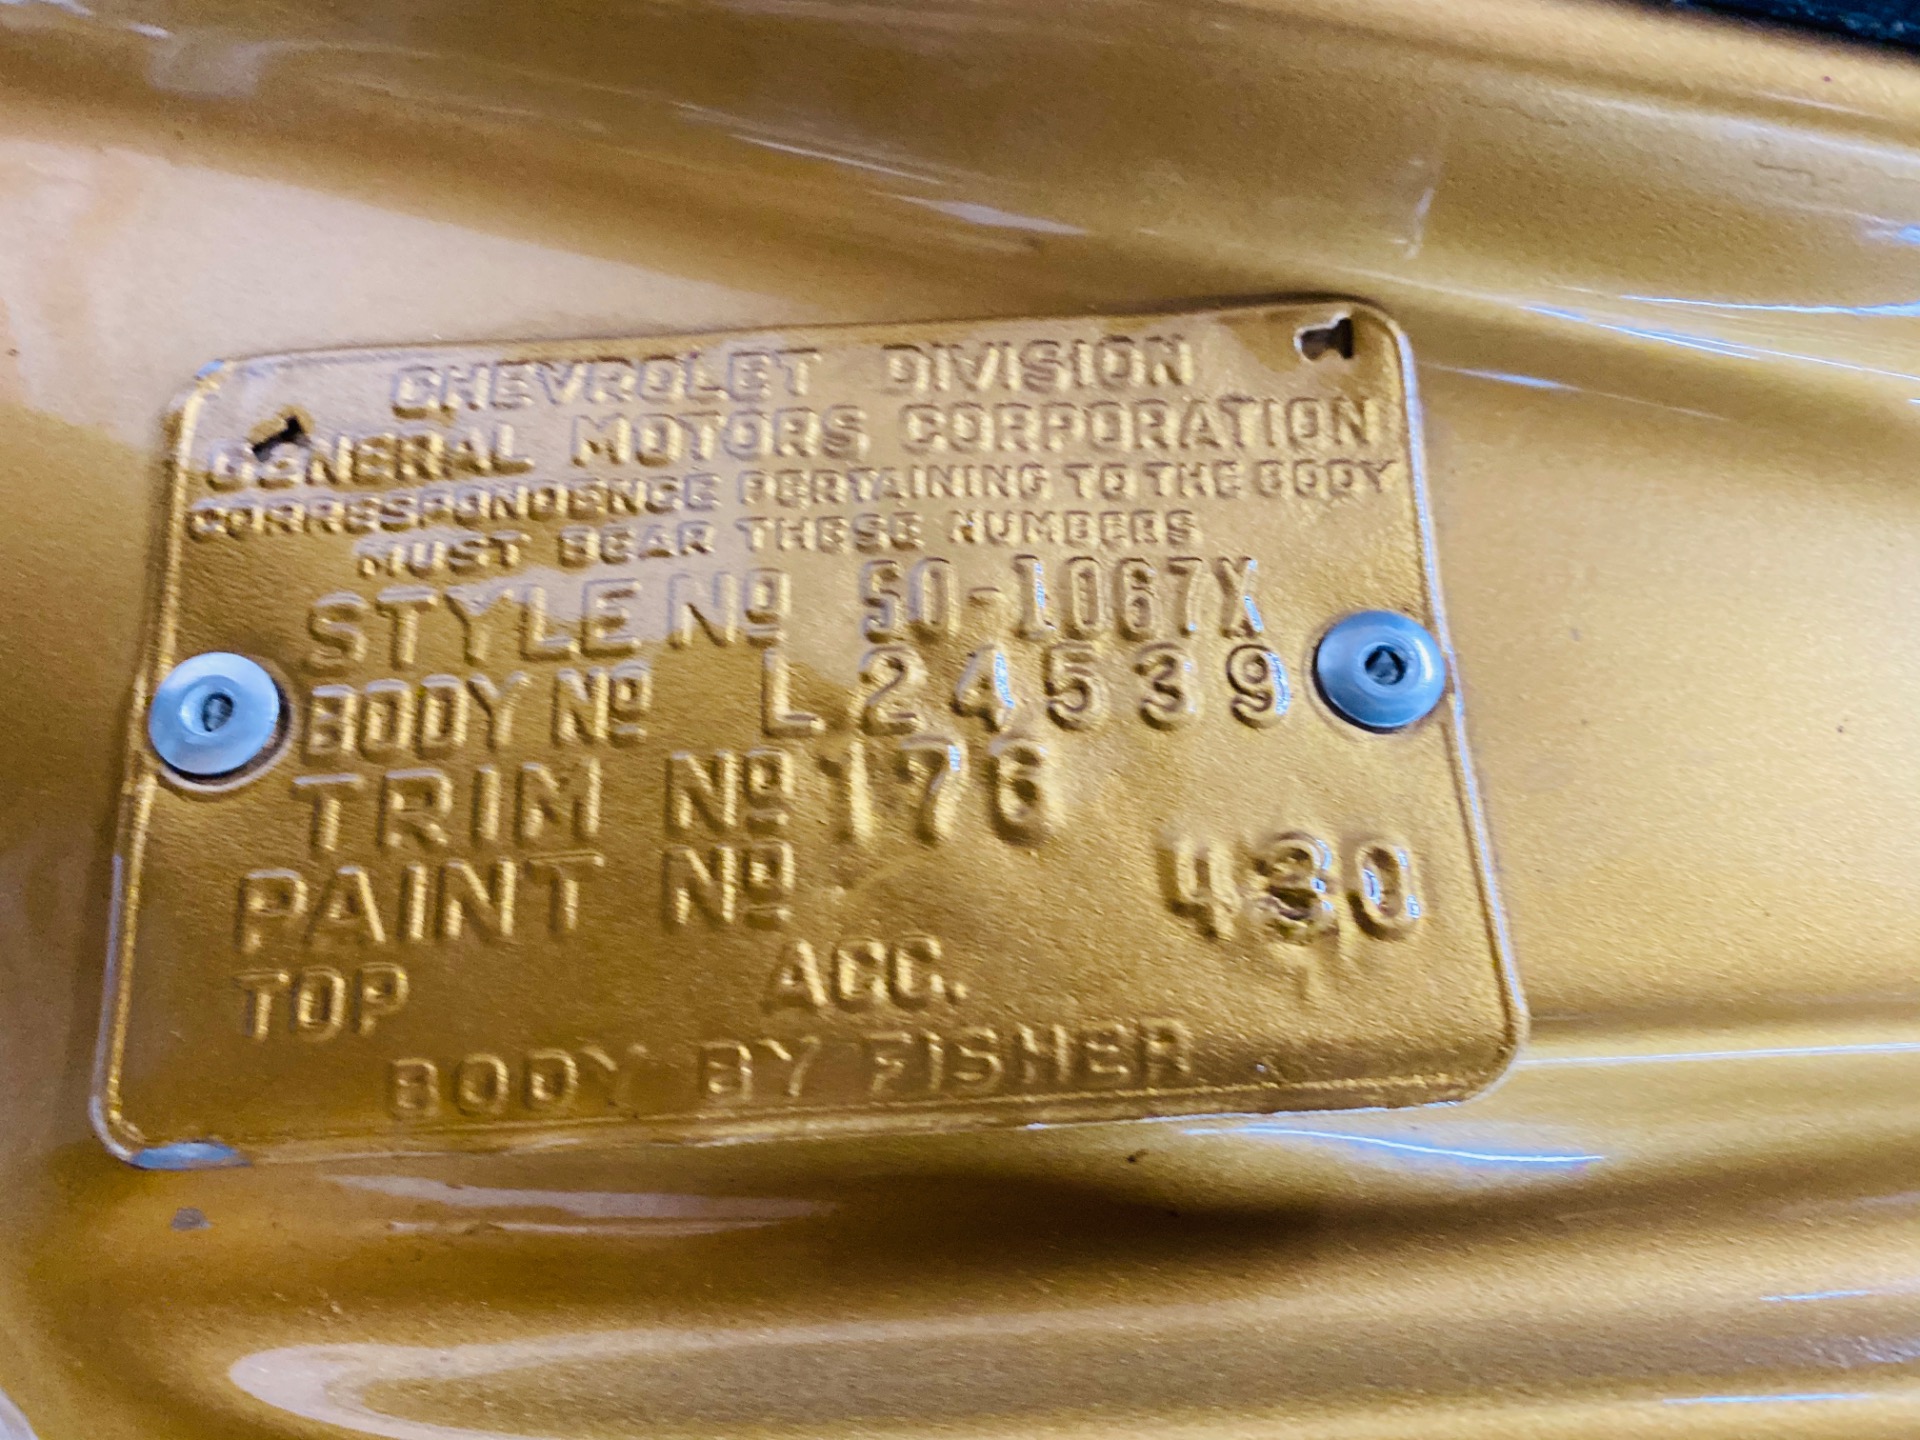 CHEVROLET DIVISION
GENERAL MOTORS CORPORATION
CORRESPONDENCE PERTAINING TO THE BODY
MUST BEAR THESE NUMBERS
STYLE Nº 50-1067X
BODY Nº L24539
TRIM Nº 176
PAINT Nº 430
TOP ACC.
BODY BY FISHER